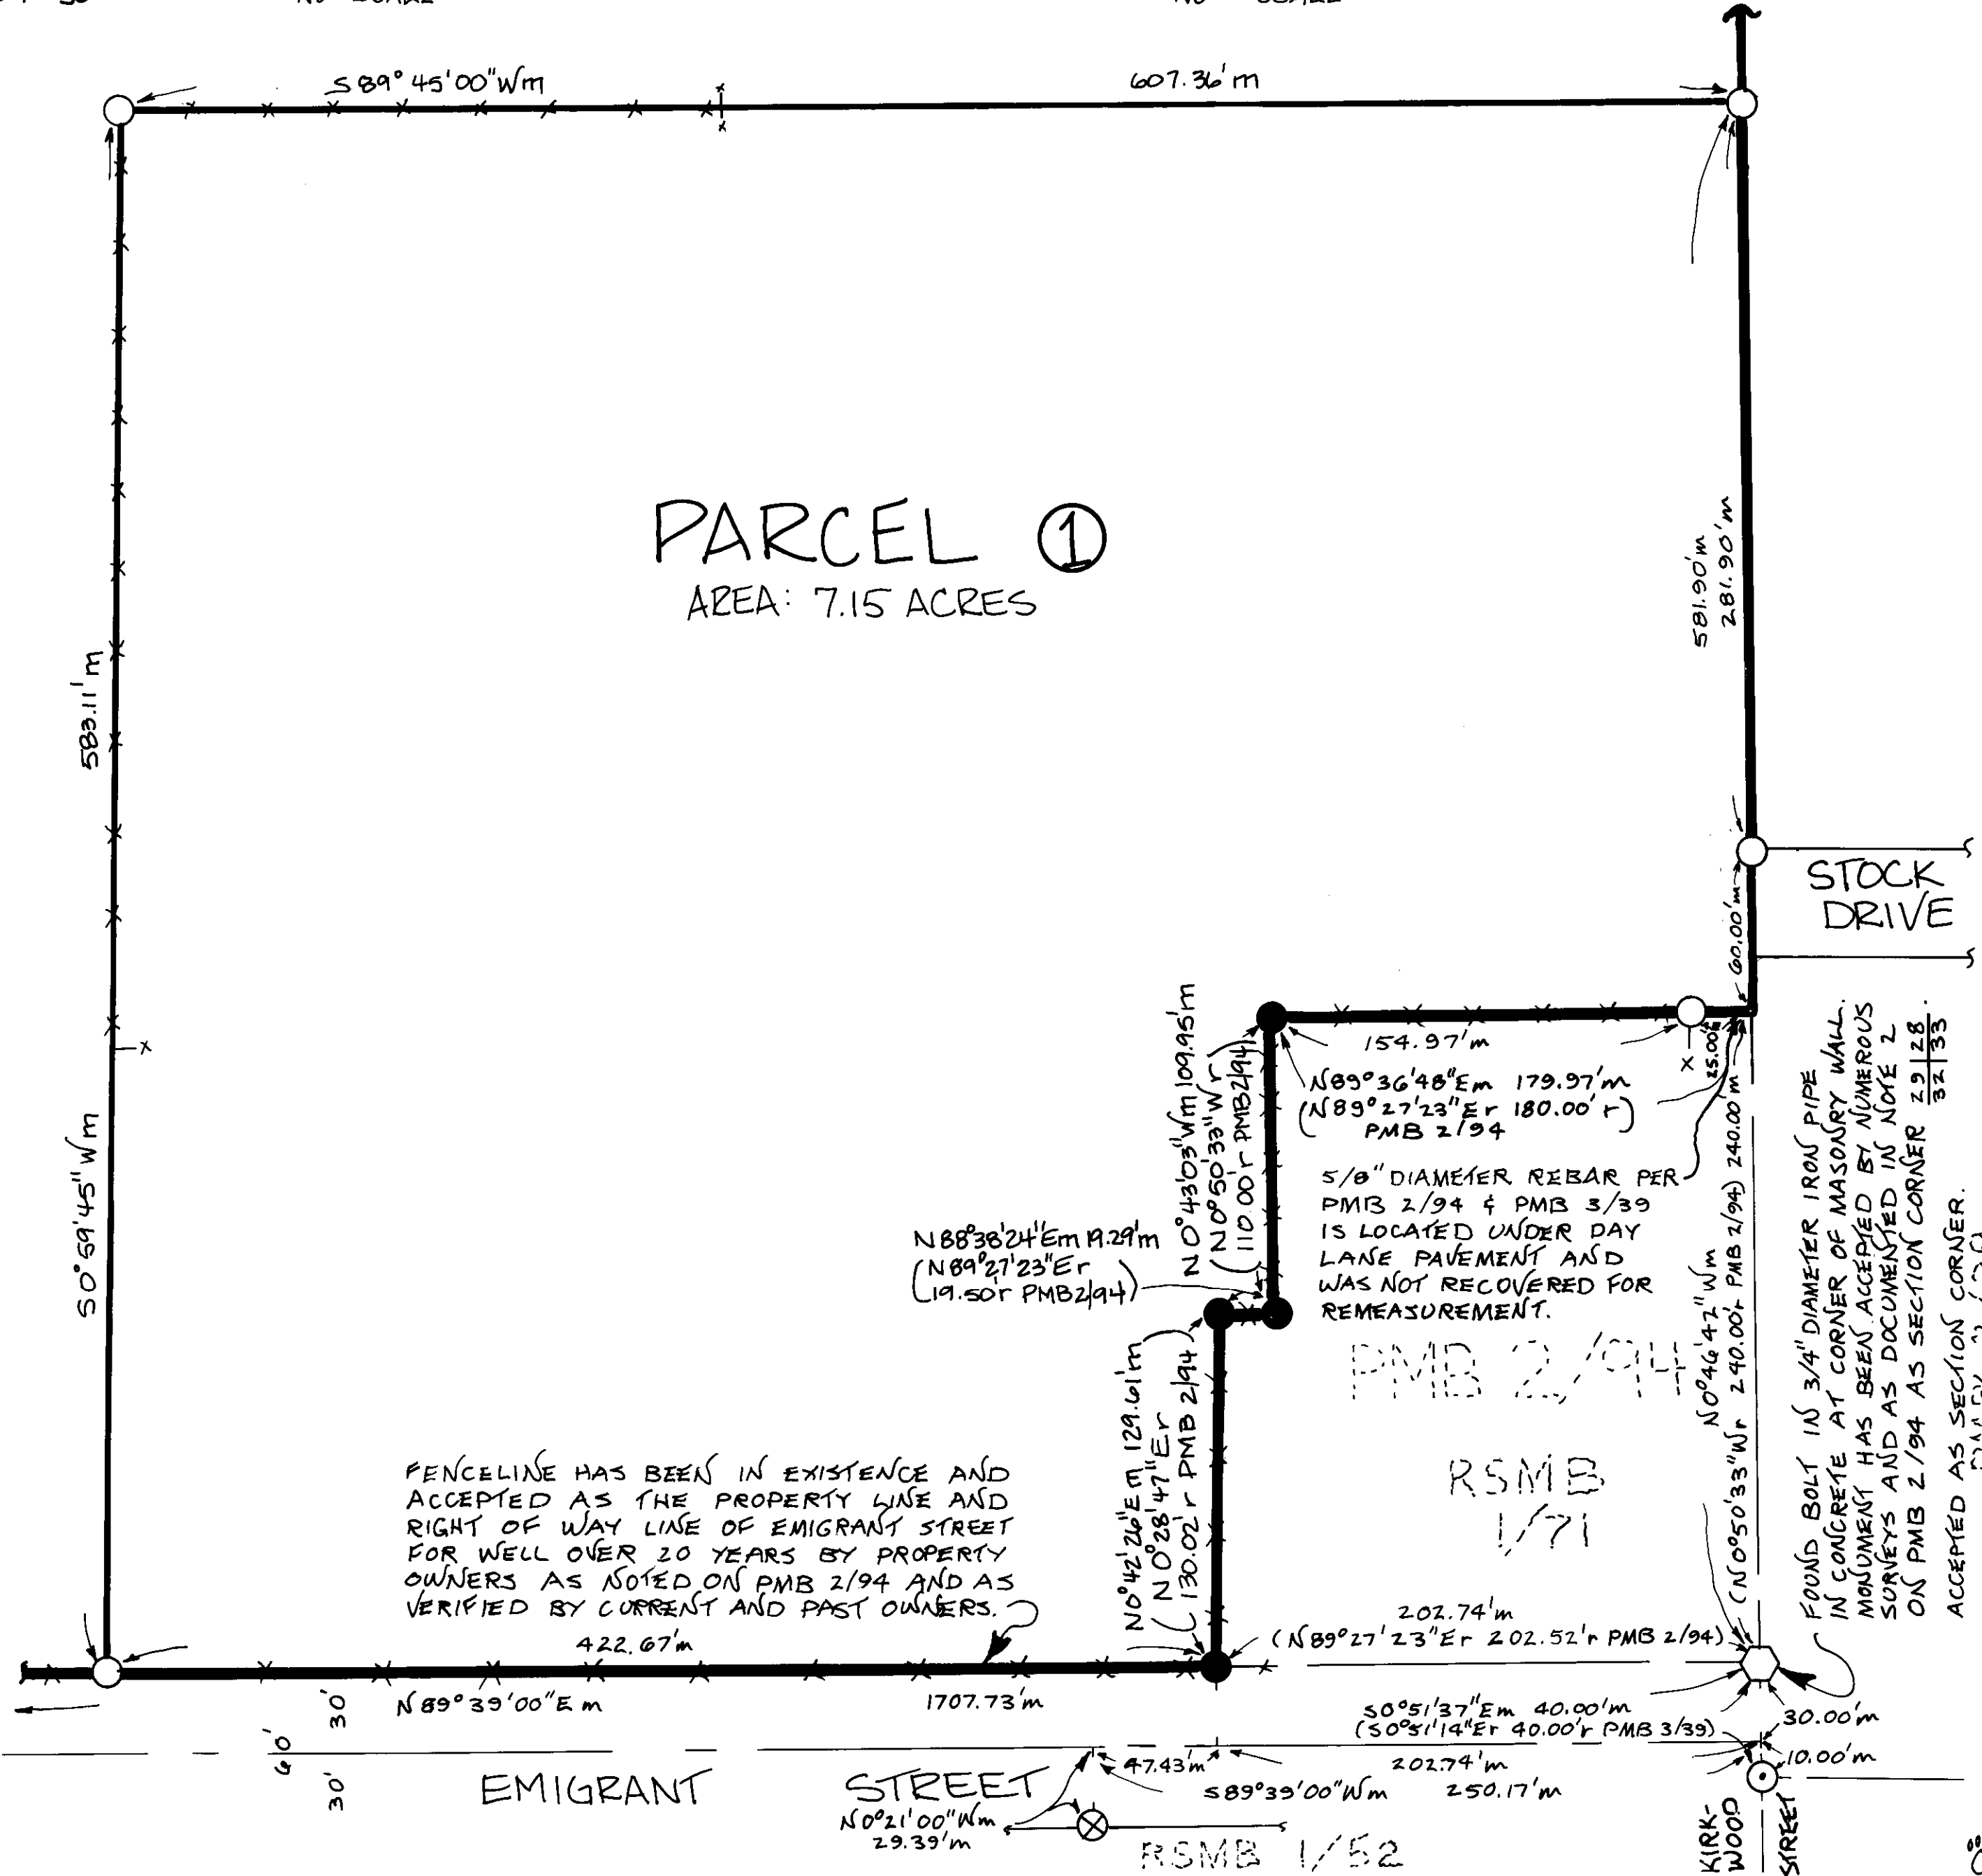 NO SCALE
NO SCALE
S89°45'00"Wm
607.36'm
PARCEL 1
AREA: 7.15 ACRES
583.11'm
S0°59'45"Wm
581.90'm
281.90'm
60.00'm
STOCK
DRIVE
154.97'm
25.00'
N89°36'48"Em 179.97'm
(N89°27'23"Er 180.00'r)
PMB 2/94
N0°43'03"Wm 109.95'm
(N0°50'33"Wr)
(110.00'r PMB2/94)
5/8" DIAMETER REBAR PER
PMB 2/94 & PMB 3/39
IS LOCATED UNDER DAY
LANE PAVEMENT AND
WAS NOT RECOVERED FOR
REMEASUREMENT.
N88°38'24"Em 19.29'm
(N89°27'23"Er
19.50'r PMB2/94)
N0°42'26"Em 129.61'm
(N0°28'47"Er
130.02'r PMB 2/94)
PMB 2/94
RSMB
1/71
N0°46'42"Wm
(N0°50'33"Wr 240.00'r PMB 2/94) 240.00'm
FOUND BOLT IN 3/4" DIAMETER IRON PIPE
IN CONCRETE AT CORNER OF MASONRY WALL.
MONUMENT HAS BEEN ACCEPTED BY NUMEROUS
SURVEYS AND AS DOCUMENTED IN NOTE 2
ON PMB 2/94 AS SECTION CORNER 29|28
32|33.
ACCEPTED AS SECTION CORNER.
FENCELINE HAS BEEN IN EXISTENCE AND
ACCEPTED AS THE PROPERTY LINE AND
RIGHT OF WAY LINE OF EMIGRANT STREET
FOR WELL OVER 20 YEARS BY PROPERTY
OWNERS AS NOTED ON PMB 2/94 AND AS
VERIFIED BY CURRENT AND PAST OWNERS.
422.67'm
202.74'm
(N89°27'23"Er 202.52'r PMB 2/94)
N89°39'00"Em
1707.73'm
S0°51'37"Em 40.00'm
(S0°51'14"Er 40.00'r PMB 3/39)
30.00'm
10.00'm
30'
60'
30'
EMIGRANT STREET
47.43'm
202.74'm
S89°39'00"Wm 250.17'm
N0°21'00"Wm
29.39'm
RSMB 1/52
KIRK-
WOOD
STREET